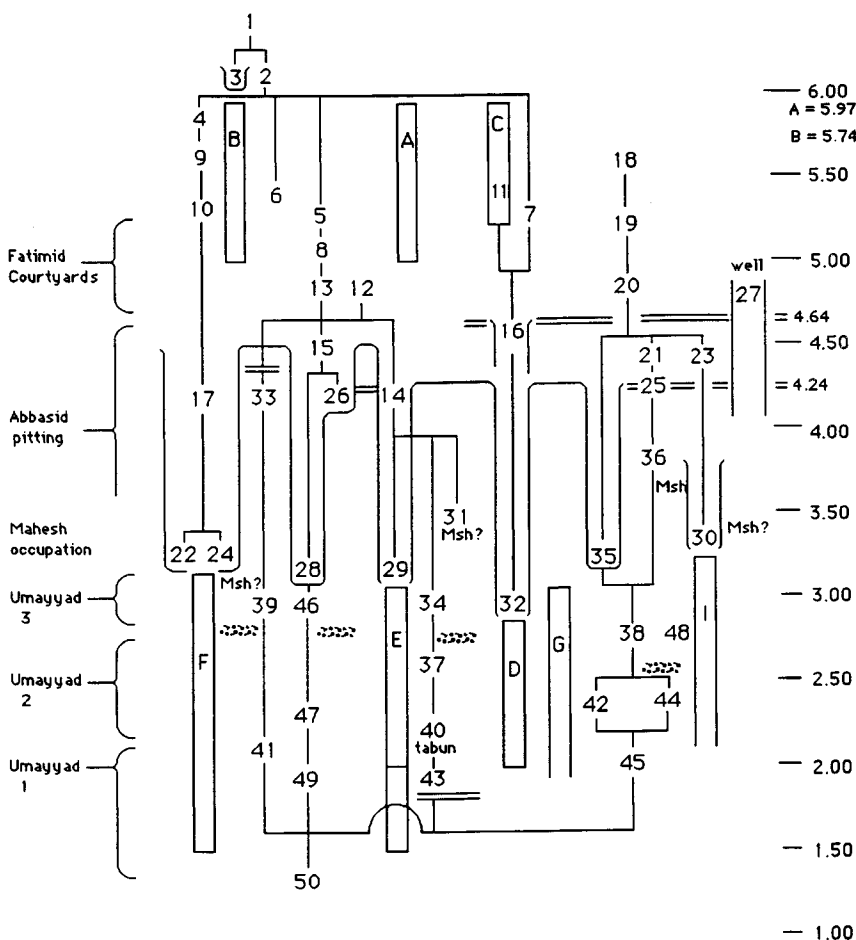 1
3 2
6.00
4 B A C A = 5.97
B = 5.74
9 18
5.50
6 11
10 5 7 19
8
Fatimid
Courtyards
5.00
well
13 12 20 27
16 4.64
15 21 23 4.50
33 26 14 25 4.24
17
Abbasid
pitting
4.00
36
Msh
31 3.50
Msh? Msh?
Mahesh
occupation
22 24 35 30
28 29
Msh?
Umayyad
3
39 46 34 32 3.00
38 48 I
E G
F 37 D
2.50
Umayyad
2
47 42 44
40
41 tabun 45
Umayyad
1
49 43 2.00
1.50
50
1.00